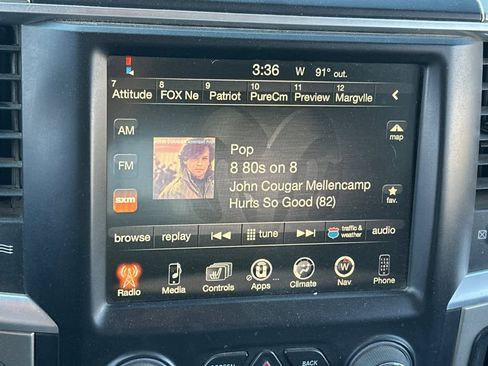 3:36 W 91° out.
7 8 9 10 11 12
Attitude FOX Ne Patriot PureCm Preview Margvlle
AM
Pop
map
8 80s on 8
FM
John Cougar Mellencamp
fav.
sxm
Hurts So Good (82)
browse replay tune traffic & weather audio
Radio Media Controls Apps Climate Nav Phone
SCREEN BACK